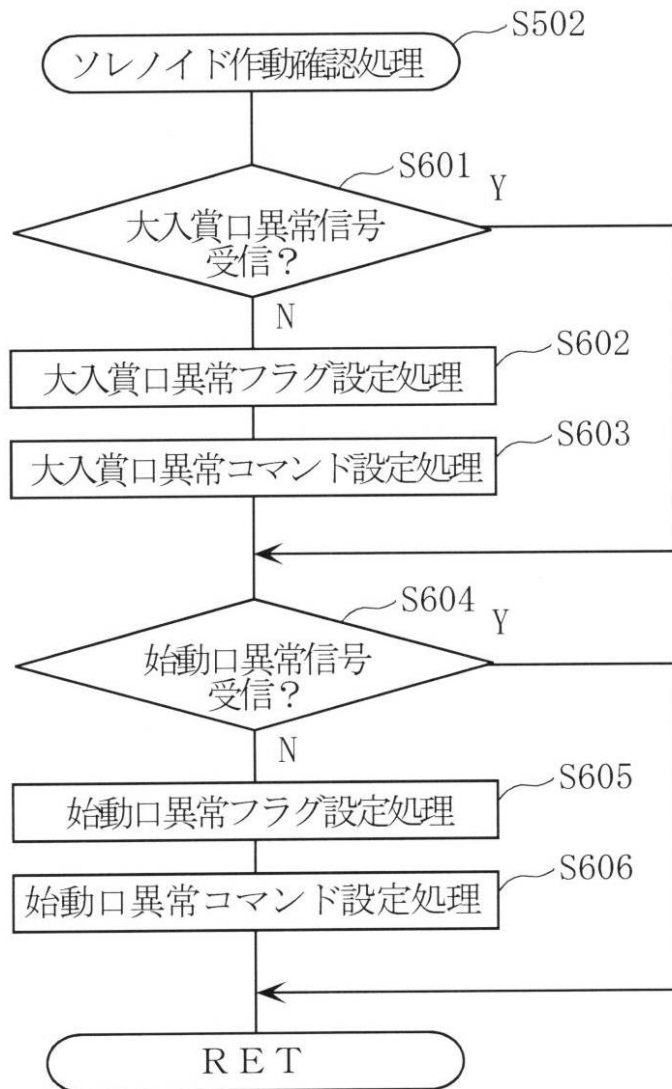 S502
ソレノイド作動確認処理
S601
Y
大入賞口異常信号
受信?
N
S602
大入賞口異常フラグ設定処理
S603
大入賞口異常コマンド設定処理
S604
Y
始動口異常信号
受信?
N
S605
始動口異常フラグ設定処理
S606
始動口異常コマンド設定処理
RET